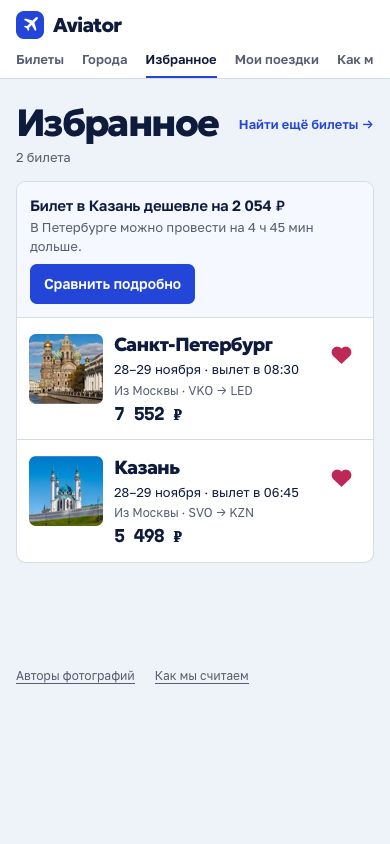 Aviator
Билеты Города Избранное Мои поездки Как м
Избранное
Найти ещё билеты →
2 билета
Билет в Казань дешевле на 2 054 ₽
В Петербурге можно провести на 4 ч 45 мин
дольше.
Сравнить подробно
Санкт-Петербург
28–29 ноября · вылет в 08:30
Из Москвы · VKO → LED
7 552 ₽
Казань
28–29 ноября · вылет в 06:45
Из Москвы · SVO → KZN
5 498 ₽
Авторы фотографий Как мы считаем